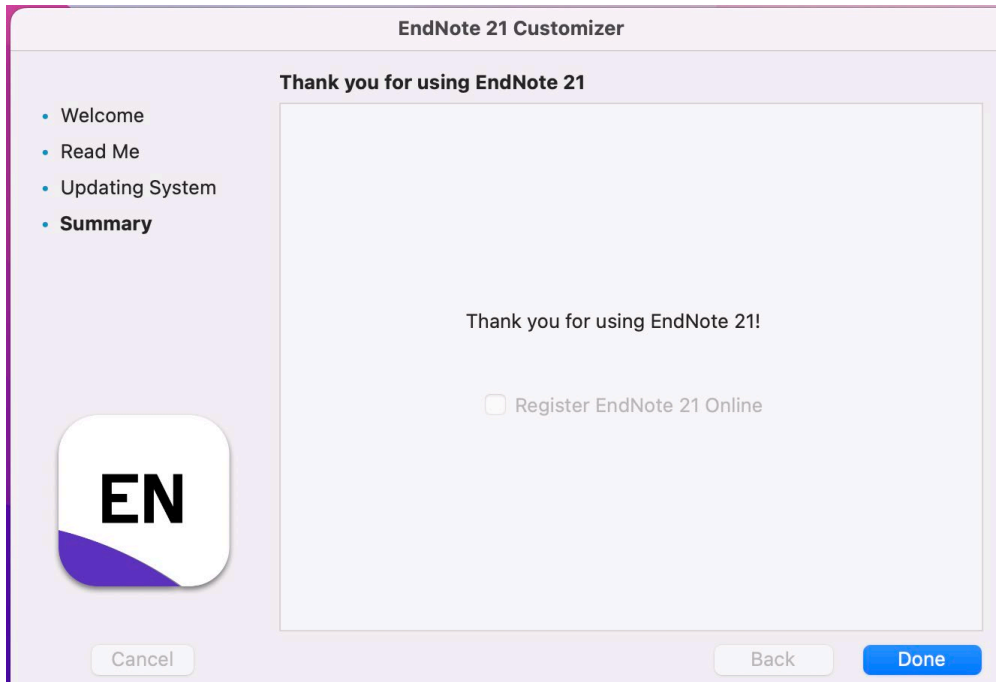 EndNote 21 Customizer
Thank you for using EndNote 21
Welcome
Read Me
Updating System
Summary
Thank you for using EndNote 21!
Register EndNote 21 Online
EN
Cancel
Back
Done